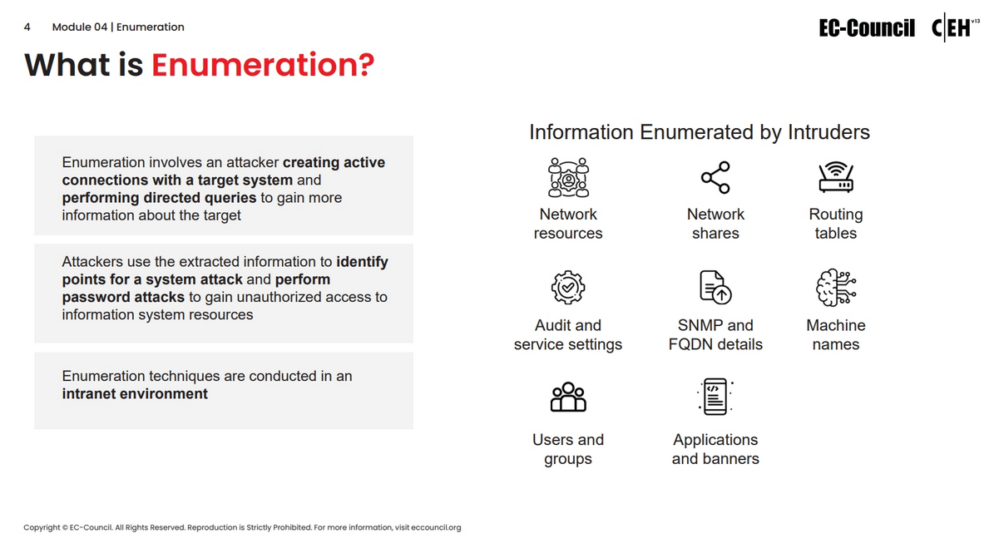 4 Module 04 | Enumeration
EC-Council C|EH v13
What is Enumeration?
Enumeration involves an attacker creating active
connections with a target system and
performing directed queries to gain more
information about the target
Attackers use the extracted information to identify
points for a system attack and perform
password attacks to gain unauthorized access to
information system resources
Enumeration techniques are conducted in an
intranet environment
Information Enumerated by Intruders
Network
resources
Network
shares
Routing
tables
Audit and
service settings
SNMP and
FQDN details
Machine
names
Users and
groups
Applications
and banners
Copyright © EC-Council. All Rights Reserved. Reproduction is Strictly Prohibited. For more information, visit eccouncil.org